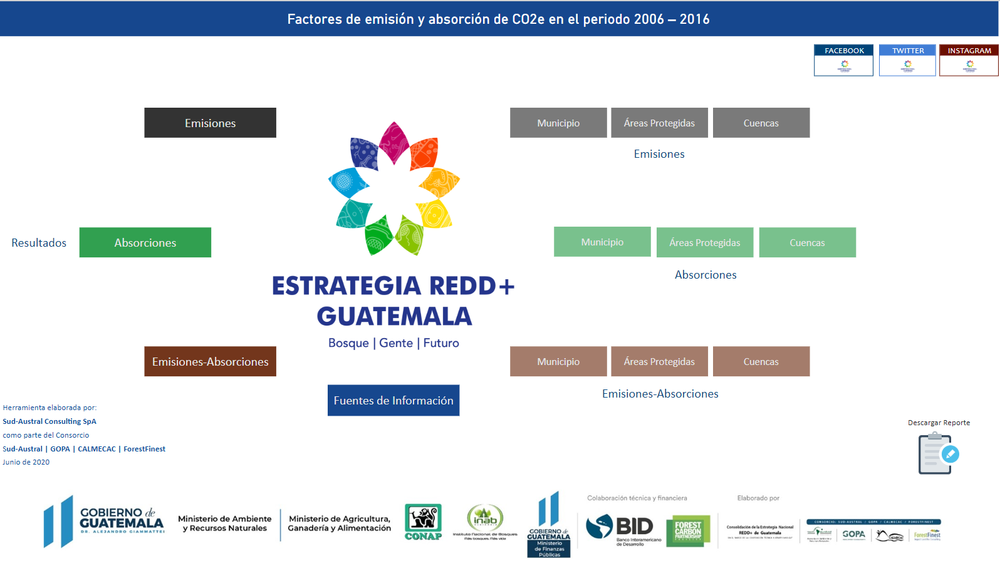 Factores de emisión y absorción de CO2e en el periodo 2006 – 2016
FACEBOOK
TWITTER
INSTAGRAM
Emisiones
Municipio
Áreas Protegidas
Cuencas
Emisiones
Resultados
Absorciones
Municipio
Áreas Protegidas
Cuencas
Absorciones
ESTRATEGIA REDD+
GUATEMALA
Bosque | Gente | Futuro
Emisiones-Absorciones
Municipio
Áreas Protegidas
Cuencas
Emisiones-Absorciones
Fuentes de Información
Herramienta elaborada por:
Sud-Austral Consulting SpA
como parte del Consorcio
Sud-Austral | GOPA | CALMECAC | ForestFinest
Junio de 2020
Descargar Reporte
GOBIERNO de
GUATEMALA
DR. ALEJANDRO GIAMMATTEI
Ministerio de Ambiente
y Recursos Naturales
Ministerio de Agricultura,
Ganadería y Alimentación
CONAP
inab
Instituto Nacional de Bosques
Más bosques, más vida
GOBIERNO de
GUATEMALA
Ministerio
de Finanzas
Públicas
Colaboración técnica y financiera
BID
Banco Interamericano
de Desarrollo
FOREST
CARBON
PARTNERSHIP
Elaborado por
Consolidación de la Estrategia Nacional
REDD+ de Guatemala
CONSORCIO: SUD-AUSTRAL / GOPA / CALMECAC / FORESTFINEST
GOPA
CALMECAC
ForestFinest